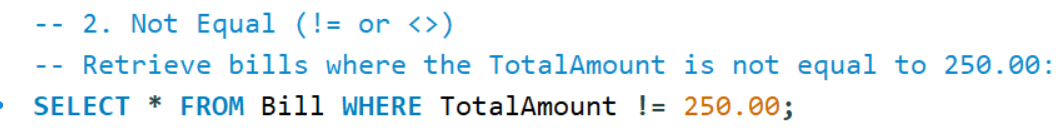 -- 2. Not Equal (!= or <>)
-- Retrieve bills where the TotalAmount is not equal to 250.00:
SELECT * FROM Bill WHERE TotalAmount != 250.00;